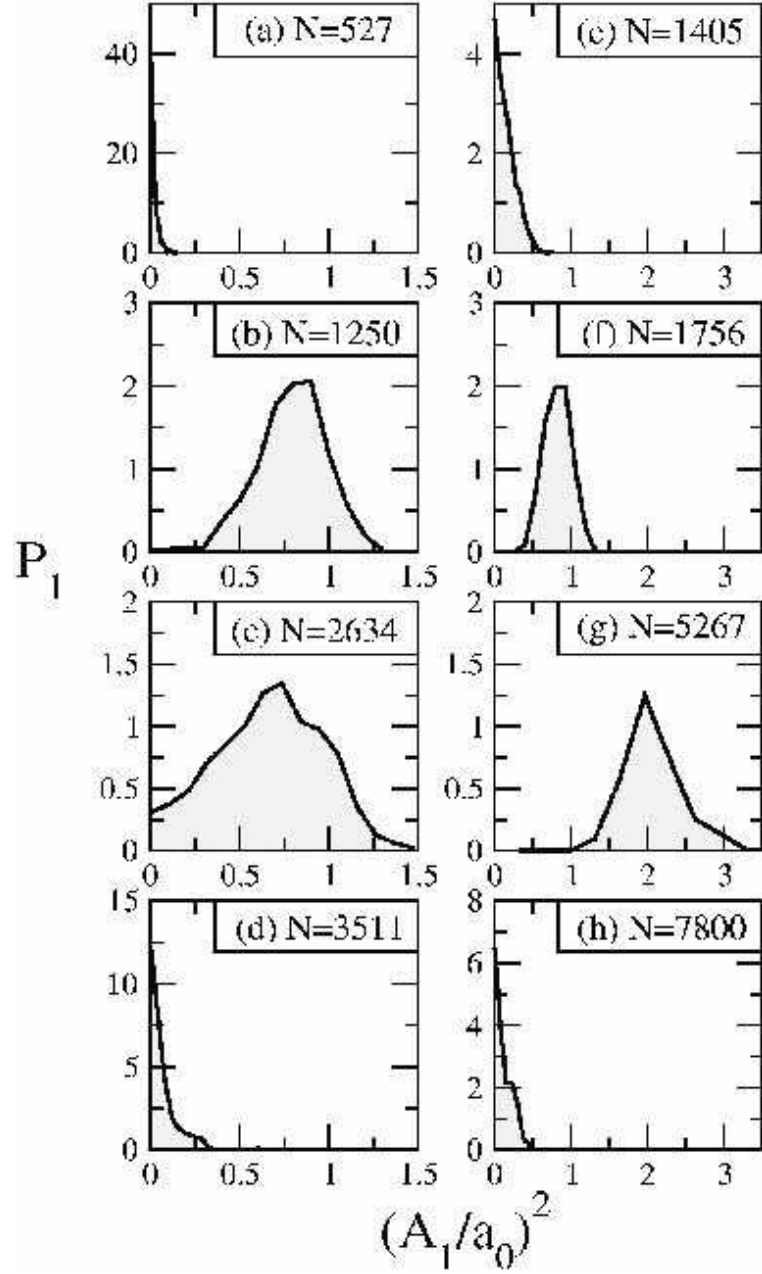 (a) N=527
40
20
0
0 0.5 1 1.5
(e) N=1405
4
2
0
0 1 2 3
(b) N=1250
3
2
1
0
0 0.5 1 1.5
(f) N=1756
3
2
1
0
0 1 2 3
P₁
(c) N=2634
2
1.5
1
0.5
0
0 0.5 1 1.5
(g) N=5267
2
1.5
1
0.5
0
0 1 2 3
(d) N=3511
15
10
5
0
0 0.5 1 1.5
(h) N=7800
8
6
4
2
0
0 1 2 3
(A₁/a₀)²